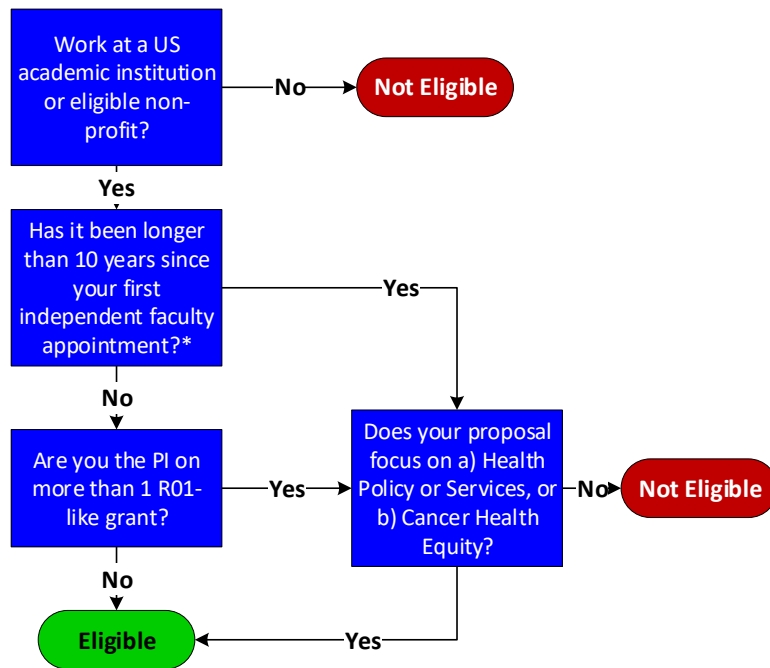 Work at a US
academic institution
or eligible non-
profit?
No
Not Eligible
Yes
Has it been longer
than 10 years since
your first
independent faculty
appointment?*
Yes
No
Are you the PI on
more than 1 R01-
like grant?
Yes
Does your proposal
focus on a) Health
Policy or Services, or
b) Cancer Health
Equity?
No
Not Eligible
No
Eligible
Yes